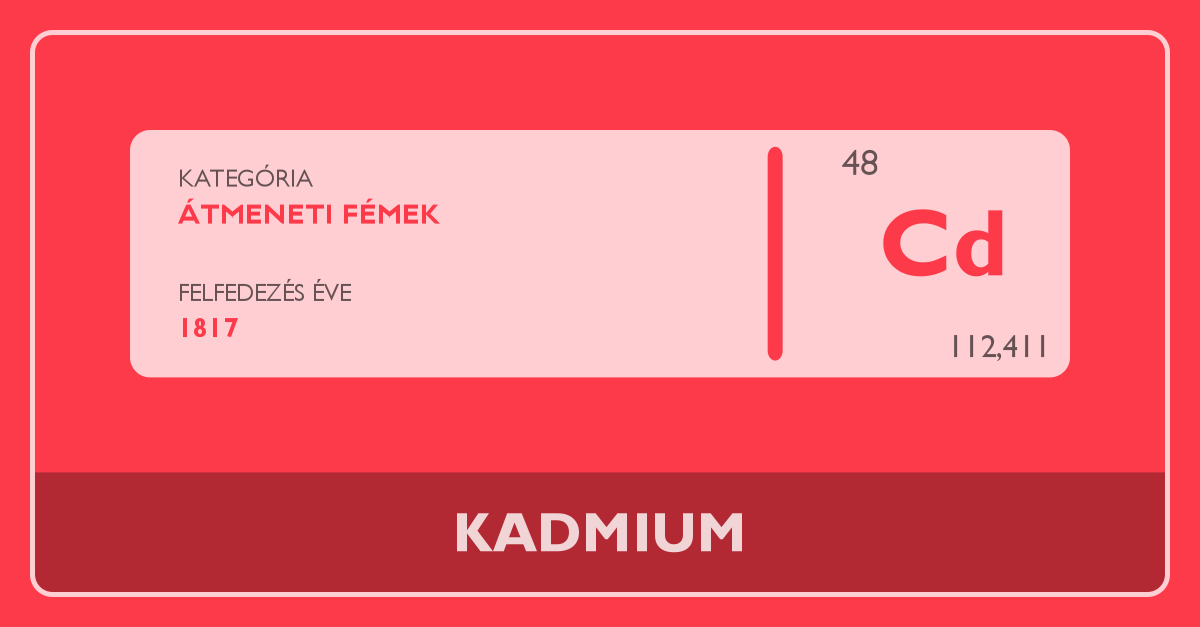 KATEGÓRIA
ÁTMENETI FÉMEK
FELFEDEZÉS ÉVE
1817
48
Cd
112,411
KADMIUM